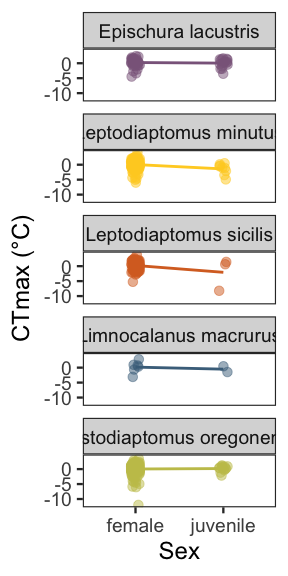 Epischura lacustris
0
-5
-10
eptodiaptomus minutus
0
-5
-10
Leptodiaptomus sicilis
0
-5
-10
Limnocalanus macrurus
0
-5
-10
stodiaptomus oregonen
0
-5
-10
female juvenile
Sex
CTmax (°C)